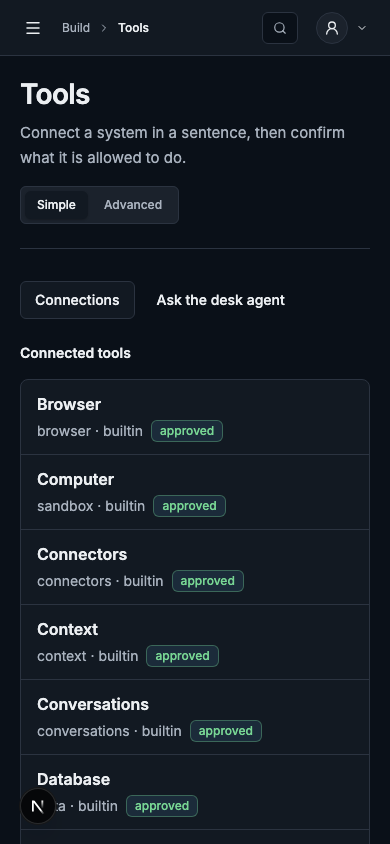 Build > Tools
Tools
Connect a system in a sentence, then confirm
what it is allowed to do.
Simple Advanced
Connections Ask the desk agent
Connected tools
Browser
browser · builtin approved
Computer
sandbox · builtin approved
Connectors
connectors · builtin approved
Context
context · builtin approved
Conversations
conversations · builtin approved
Database
N ta · builtin approved